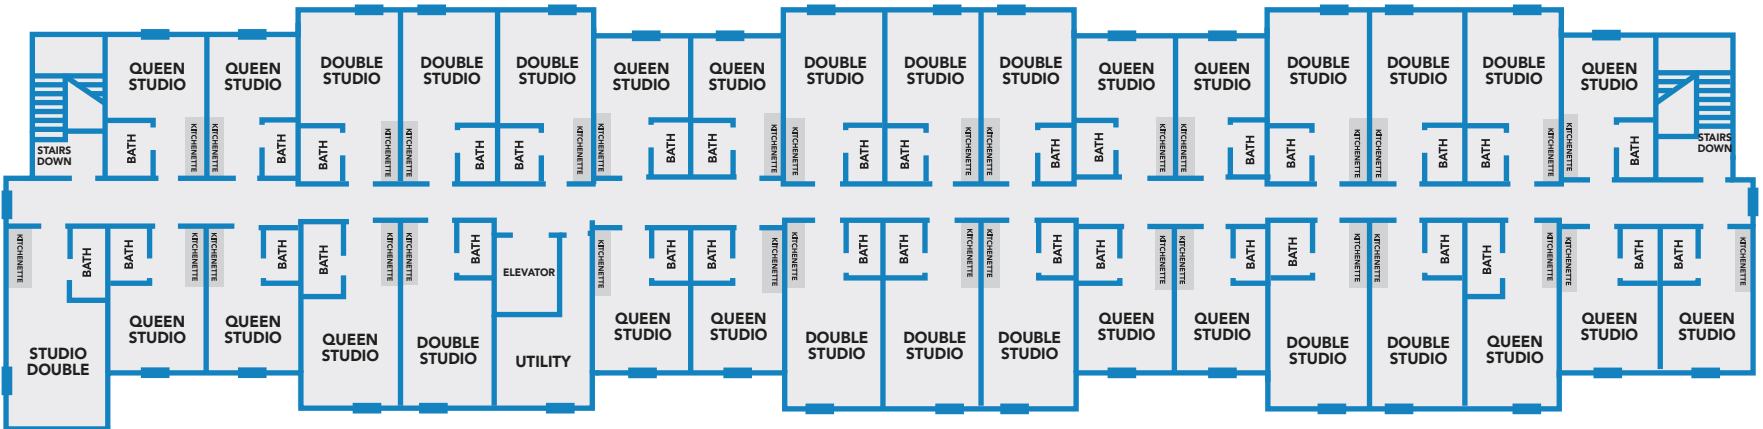 QUEEN
STUDIO
BATH
KITCHENETTE
QUEEN
STUDIO
KITCHENETTE
BATH
DOUBLE
STUDIO
BATH
KITCHENETTE
DOUBLE
STUDIO
KITCHENETTE
BATH
DOUBLE
STUDIO
BATH
KITCHENETTE
QUEEN
STUDIO
KITCHENETTE
BATH
QUEEN
STUDIO
BATH
KITCHENETTE
DOUBLE
STUDIO
KITCHENETTE
BATH
DOUBLE
STUDIO
BATH
KITCHENETTE
DOUBLE
STUDIO
KITCHENETTE
BATH
QUEEN
STUDIO
BATH
KITCHENETTE
QUEEN
STUDIO
KITCHENETTE
BATH
DOUBLE
STUDIO
BATH
KITCHENETTE
DOUBLE
STUDIO
KITCHENETTE
BATH
DOUBLE
STUDIO
BATH
KITCHENETTE
QUEEN
STUDIO
KITCHENETTE
BATH
STAIRS
DOWN
STAIRS
DOWN
KITCHENETTE
BATH
STUDIO
DOUBLE
BATH
KITCHENETTE
QUEEN
STUDIO
KITCHENETTE
BATH
QUEEN
STUDIO
BATH
KITCHENETTE
QUEEN
STUDIO
KITCHENETTE
BATH
DOUBLE
STUDIO
ELEVATOR
UTILITY
KITCHENETTE
BATH
QUEEN
STUDIO
BATH
KITCHENETTE
QUEEN
STUDIO
KITCHENETTE
BATH
DOUBLE
STUDIO
BATH
KITCHENETTE
DOUBLE
STUDIO
KITCHENETTE
BATH
DOUBLE
STUDIO
BATH
KITCHENETTE
QUEEN
STUDIO
KITCHENETTE
BATH
QUEEN
STUDIO
BATH
KITCHENETTE
DOUBLE
STUDIO
KITCHENETTE
BATH
DOUBLE
STUDIO
BATH
KITCHENETTE
QUEEN
STUDIO
KITCHENETTE
BATH
QUEEN
STUDIO
BATH
KITCHENETTE
QUEEN
STUDIO